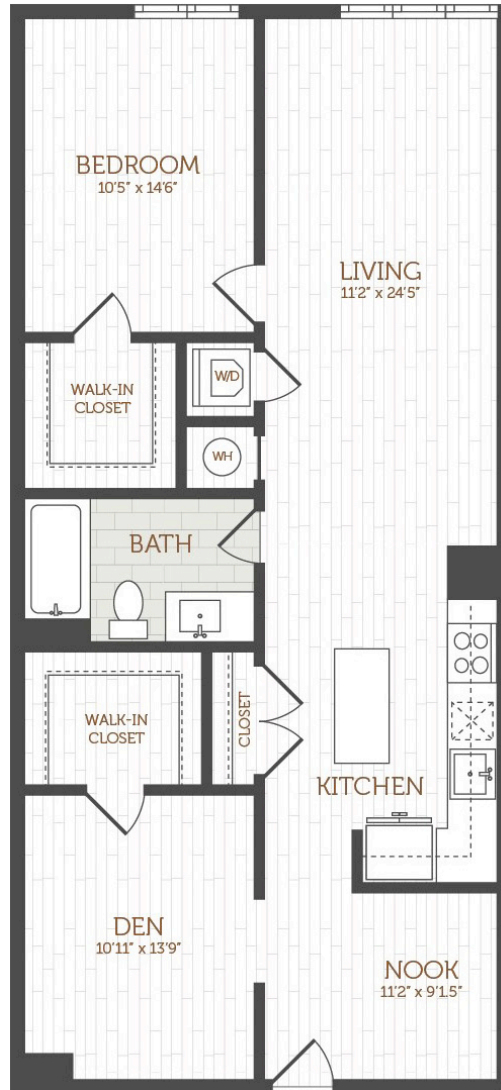 BEDROOM
10'5" x 14'6"
LIVING
11'2" x 24'5"
W/D
WALK-IN
CLOSET
WH
BATH
CLOSET
WALK-IN
CLOSET
KITCHEN
DEN
10'11" x 13'9"
NOOK
11'2" x 9'1.5"